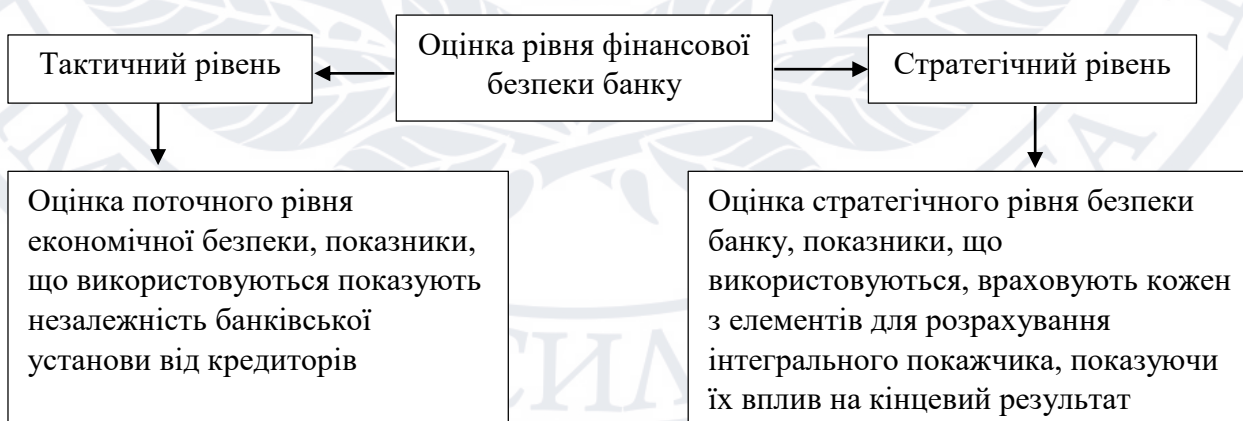 Оцінка рівня фінансової
безпеки банку
Тактичний рівень
Стратегічний рівень
Оцінка поточного рівня
економічної безпеки, показники,
що використовуються показують
незалежність банківської
установи від кредиторів
Оцінка стратегічного рівня безпеки
банку, показники, що
використовуються, враховують кожен
з елементів для розрахування
інтегрального покажчика, показуючи
їх вплив на кінцевий результат